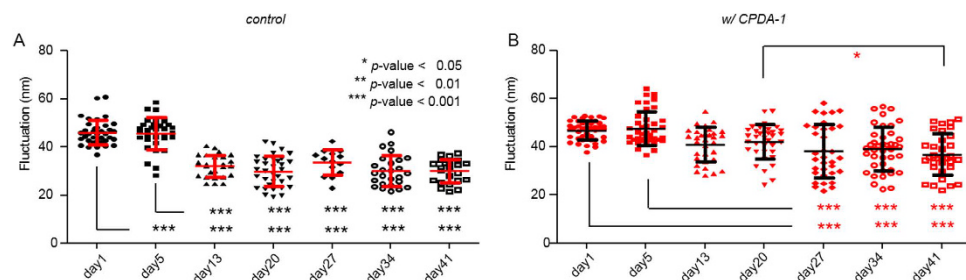 control
w/ CPDA-1
A
B
80
60
40
20
0
Fluctuation (nm)
* p-value < 0.05
** p-value < 0.01
*** p-value < 0.001
*** *** *** *** ***
*** *** *** *** *** ***
day1 day5 day13 day20 day27 day34 day41
80
60
40
20
0
Fluctuation (nm)
*
*** *** ***
*** *** ***
day1 day5 day13 day20 day27 day34 day41